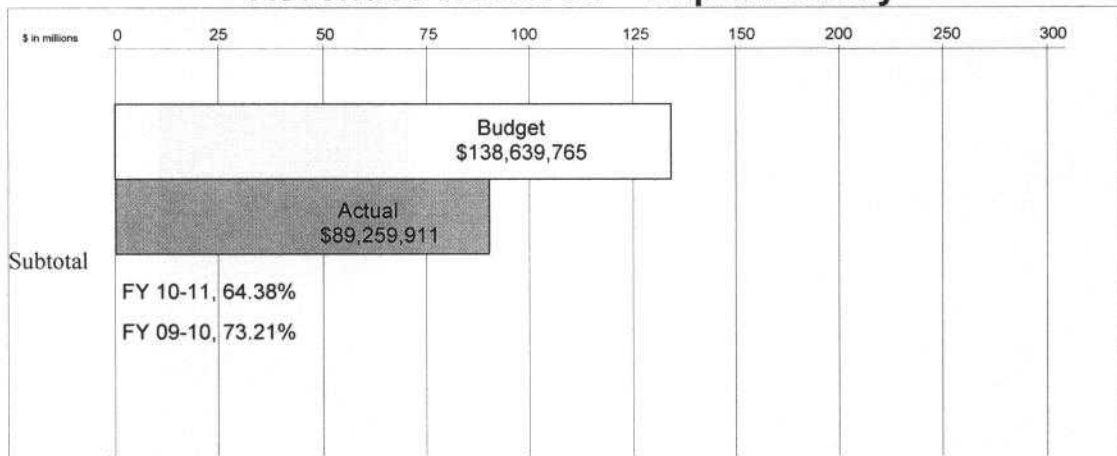 $ in millions 0 25 50 75 100 125 150 200 250 300
Budget
$138,639,765
Actual
$89,259,911
Subtotal
FY 10-11, 64.38%
FY 09-10, 73.21%